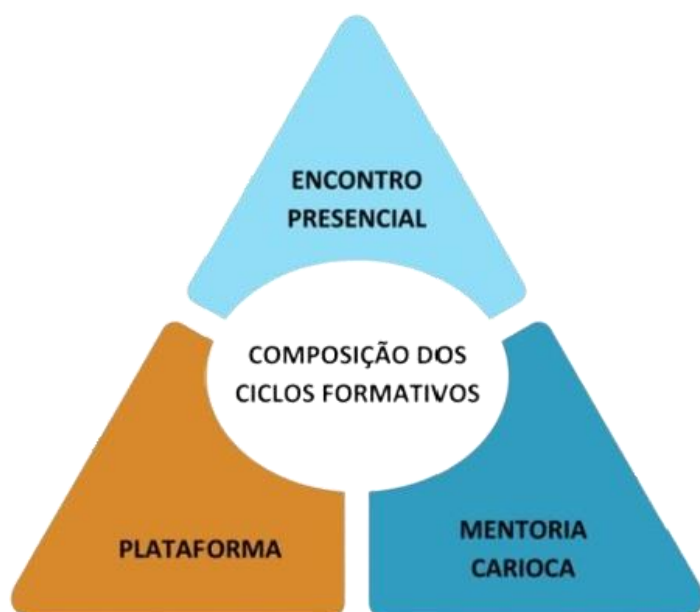 ENCONTRO
PRESENCIAL
COMPOSIÇÃO DOS
CICLOS FORMATIVOS
PLATAFORMA
MENTORIA
CARIOCA